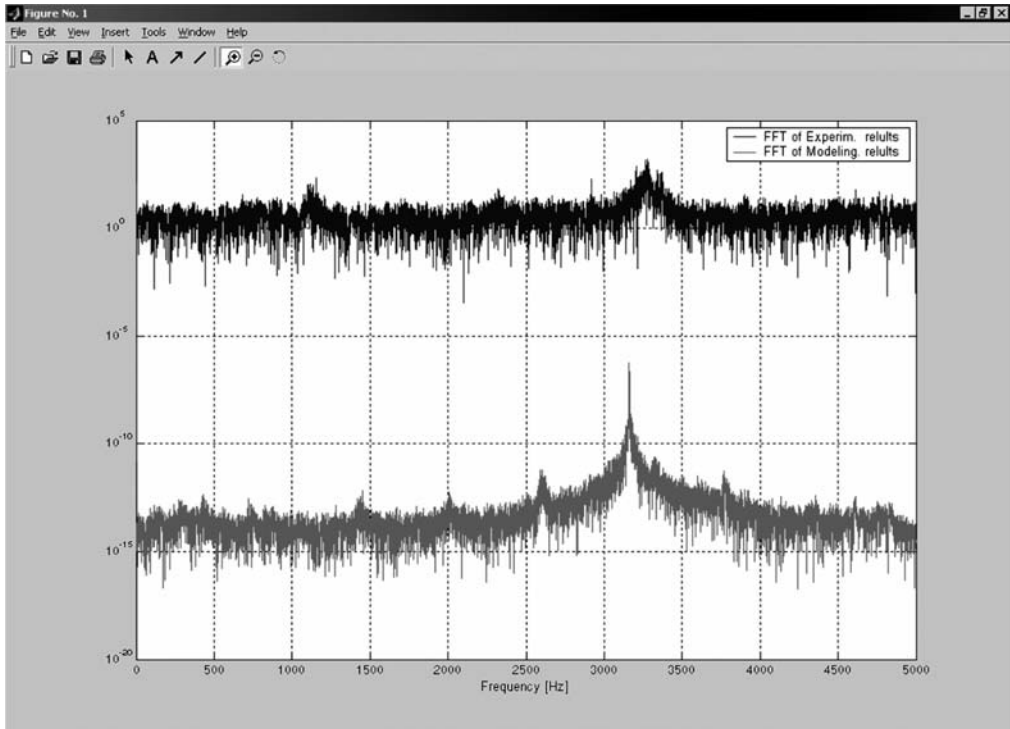 Figure No. 1
File Edit View Insert Tools Window Help
A
10^5
FFT of Experim. relults
FFT of Modeling. relults
10^0
10^-5
10^-10
10^-15
10^-20
0 500 1000 1500 2000 2500 3000 3500 4000 4500 5000
Frequency [Hz]